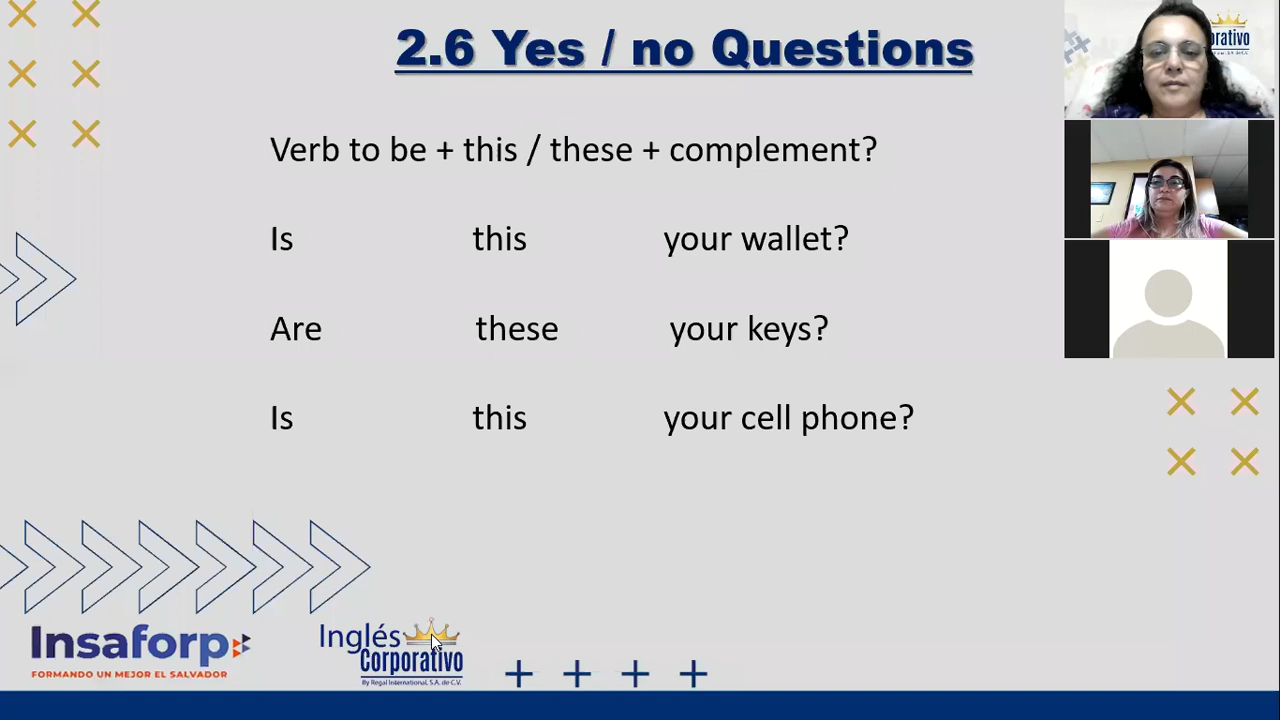 2.6 Yes / no Questions
Verb to be + this / these + complement?
Is this your wallet?
Are these your keys?
Is this your cell phone?
Insaforp
FORMANDO UN MEJOR EL SALVADOR
Inglés
Corporativo
By Regal International, S.A. de C.V.
orativo